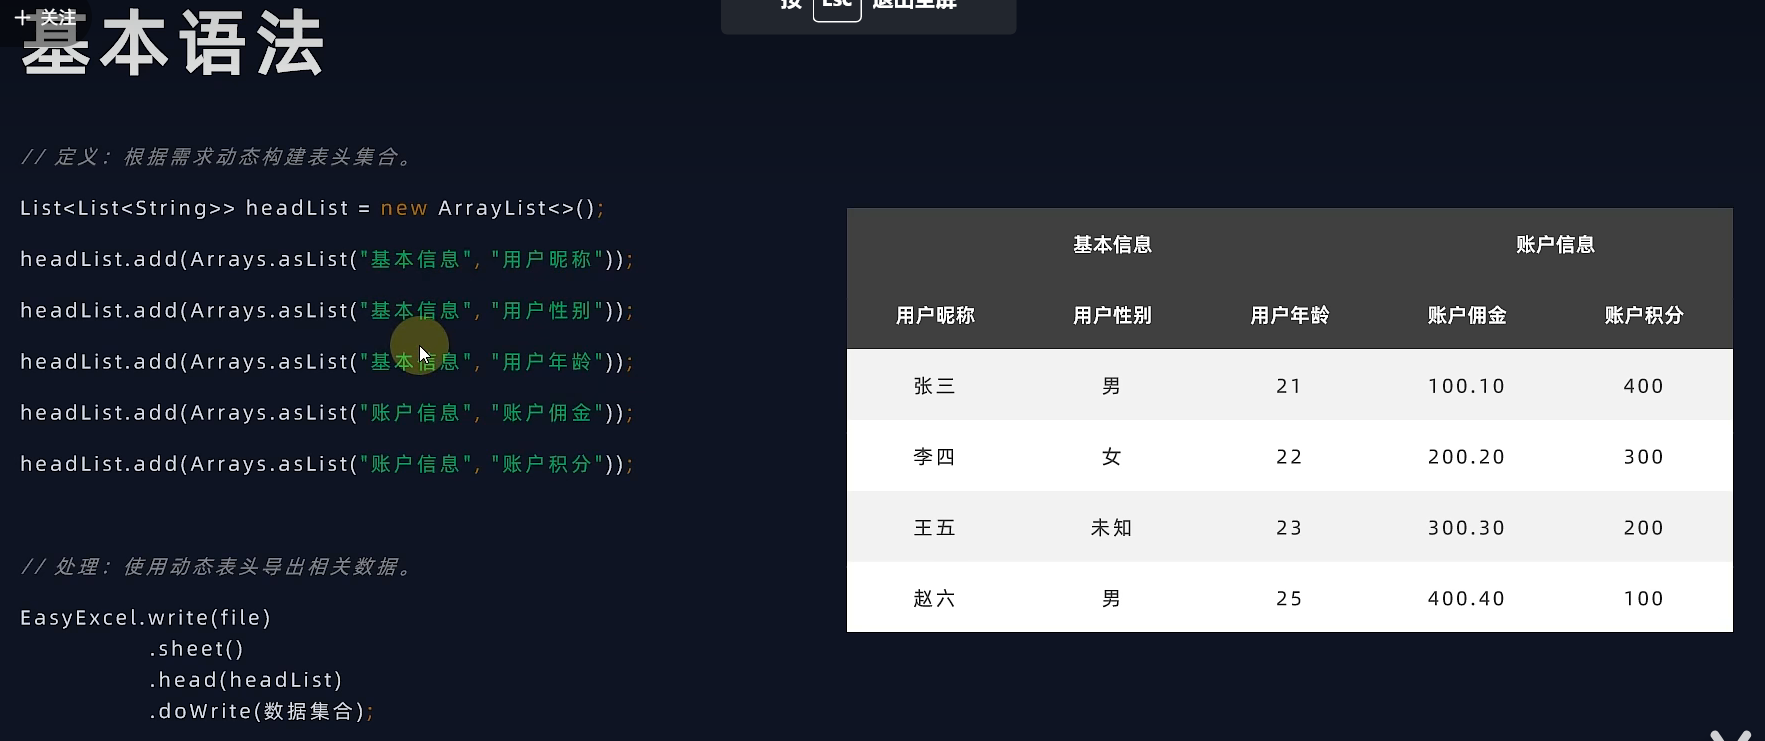 关注
按 Esc 退出全屏
基本语法
// 定义：根据需求动态构建表头集合。
List<List<String>> headList = new ArrayList<>();
headList.add(Arrays.asList("基本信息", "用户昵称"));
headList.add(Arrays.asList("基本信息", "用户性别"));
headList.add(Arrays.asList("基本信息", "用户年龄"));
headList.add(Arrays.asList("账户信息", "账户佣金"));
headList.add(Arrays.asList("账户信息", "账户积分"));
// 处理：使用动态表头导出相关数据。
EasyExcel.write(file)
.sheet()
.head(headList)
.doWrite(数据集合);
基本信息 账户信息
用户昵称 用户性别 用户年龄 账户佣金 账户积分
张三 男 21 100.10 400
李四 女 22 200.20 300
王五 未知 23 300.30 200
赵六 男 25 400.40 100